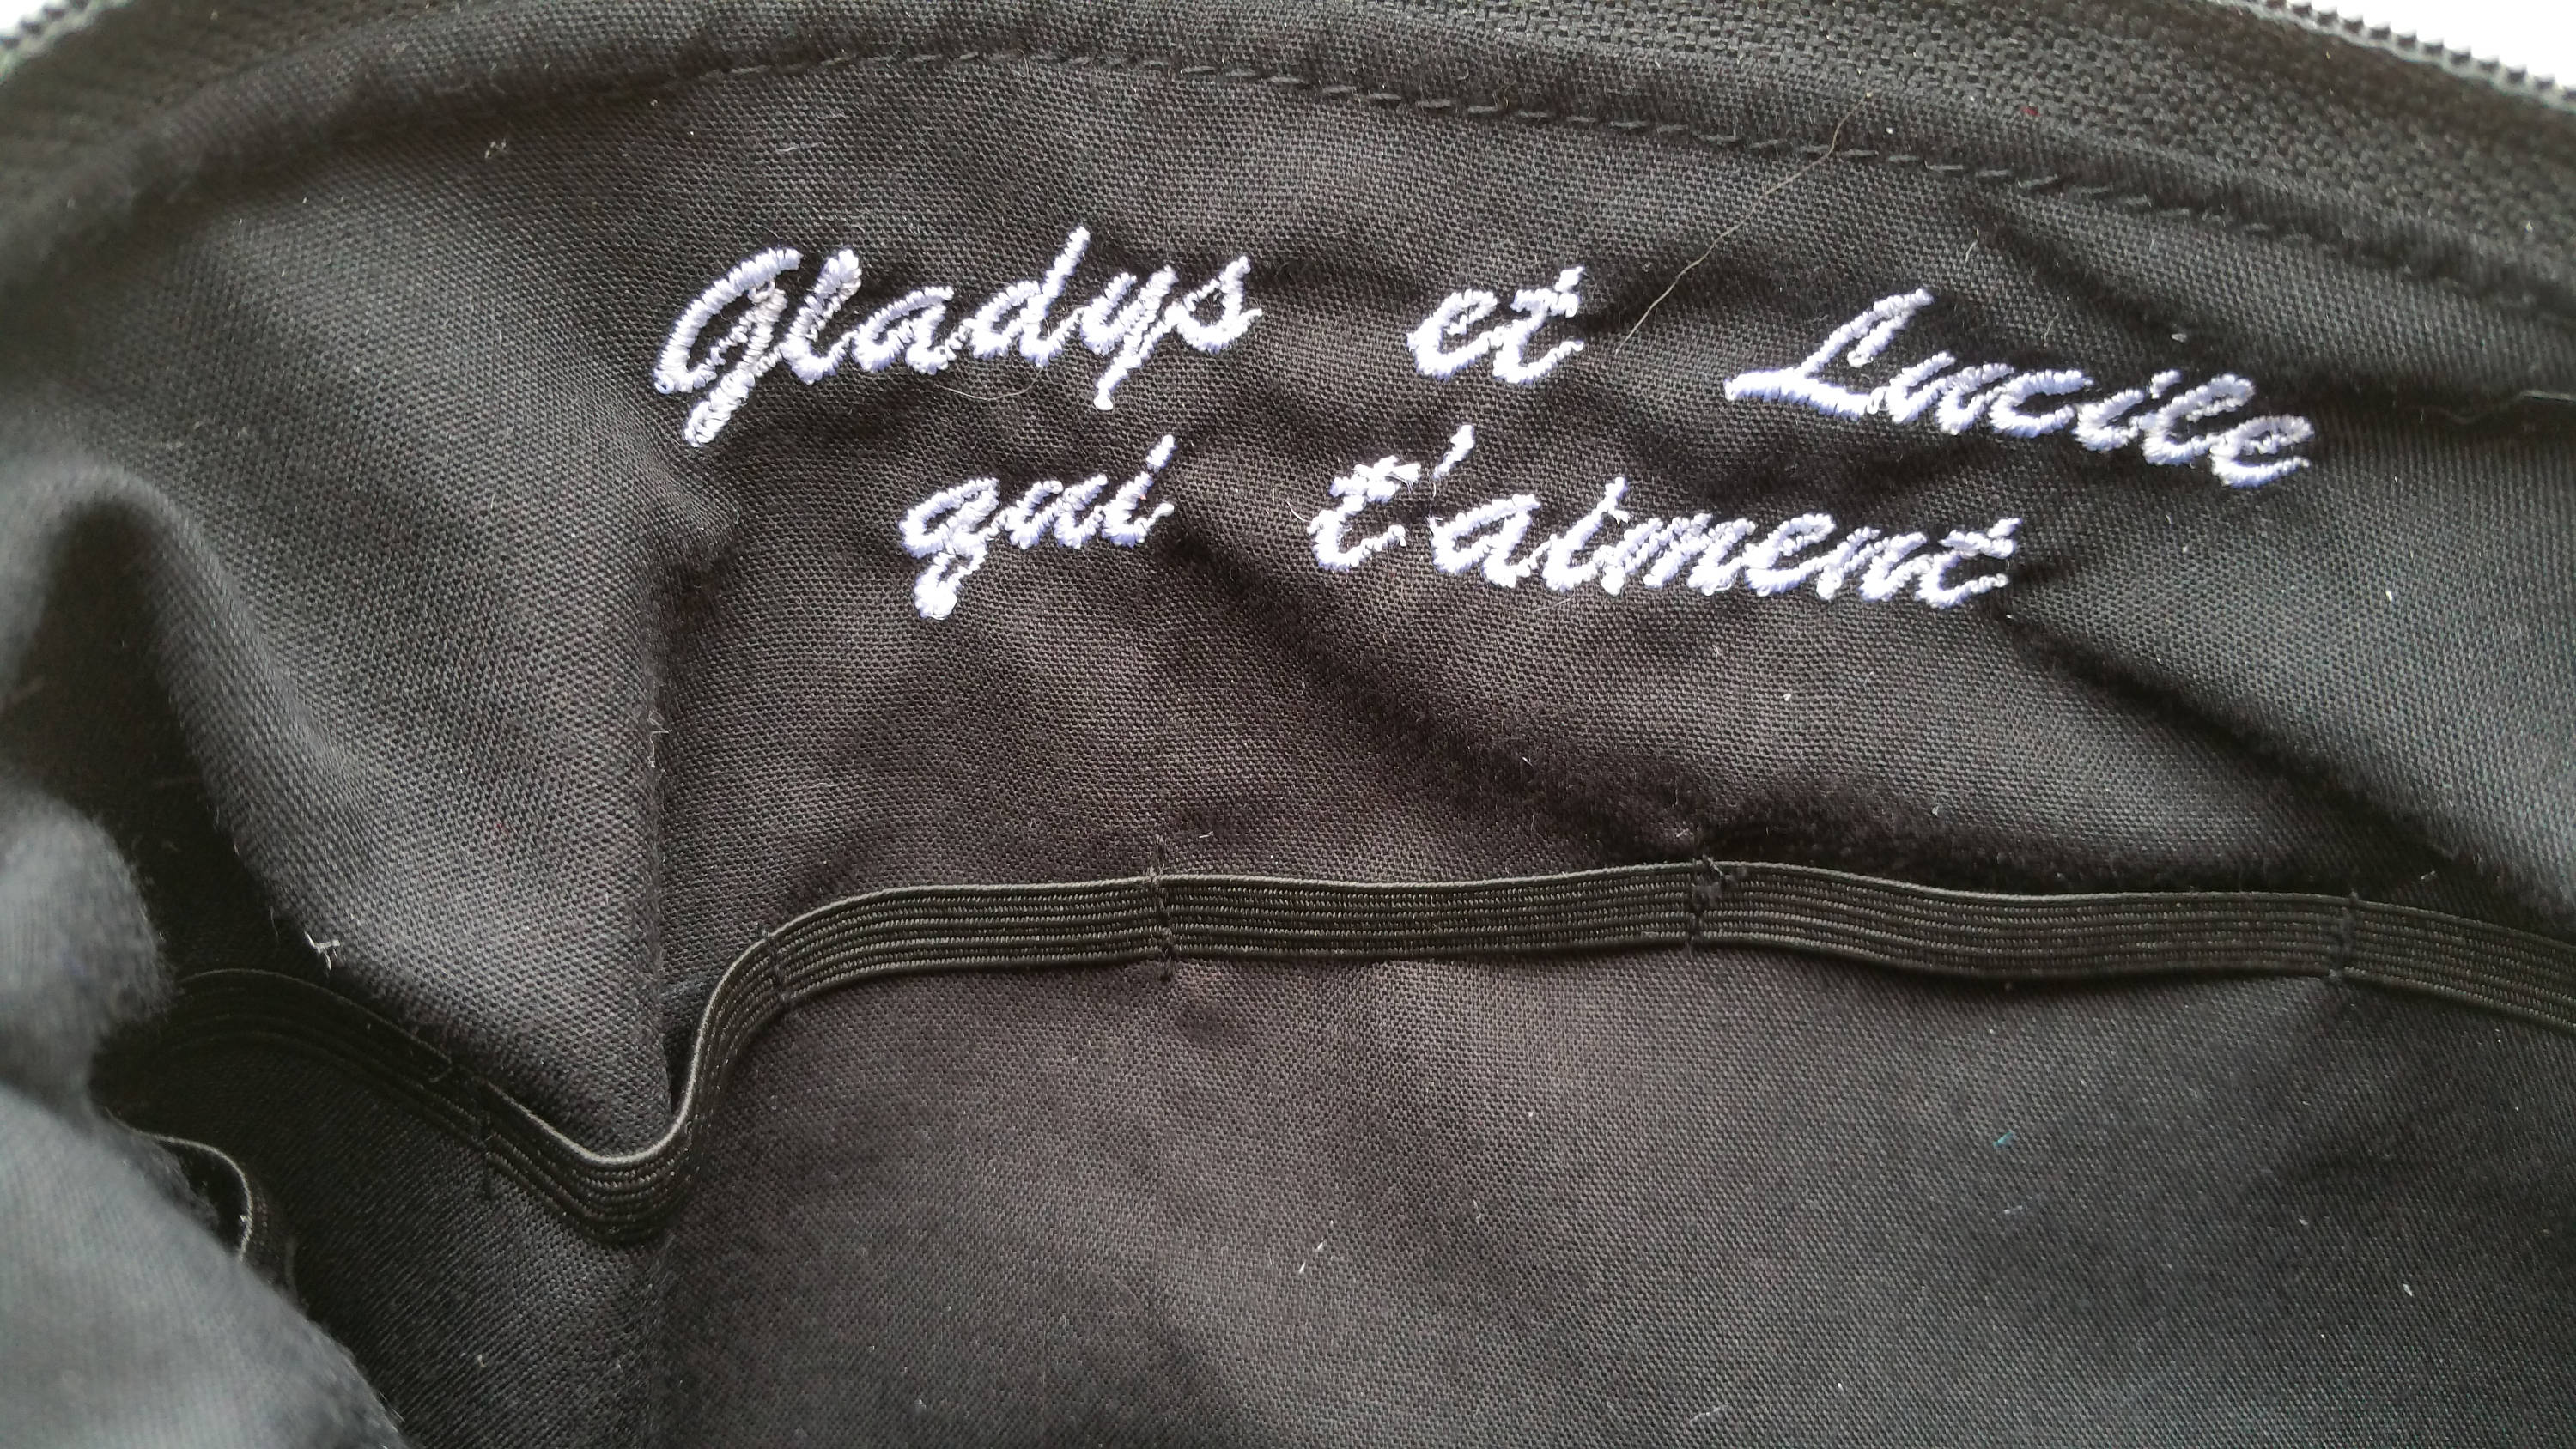 Gladys et Lucile
qui t'aiment